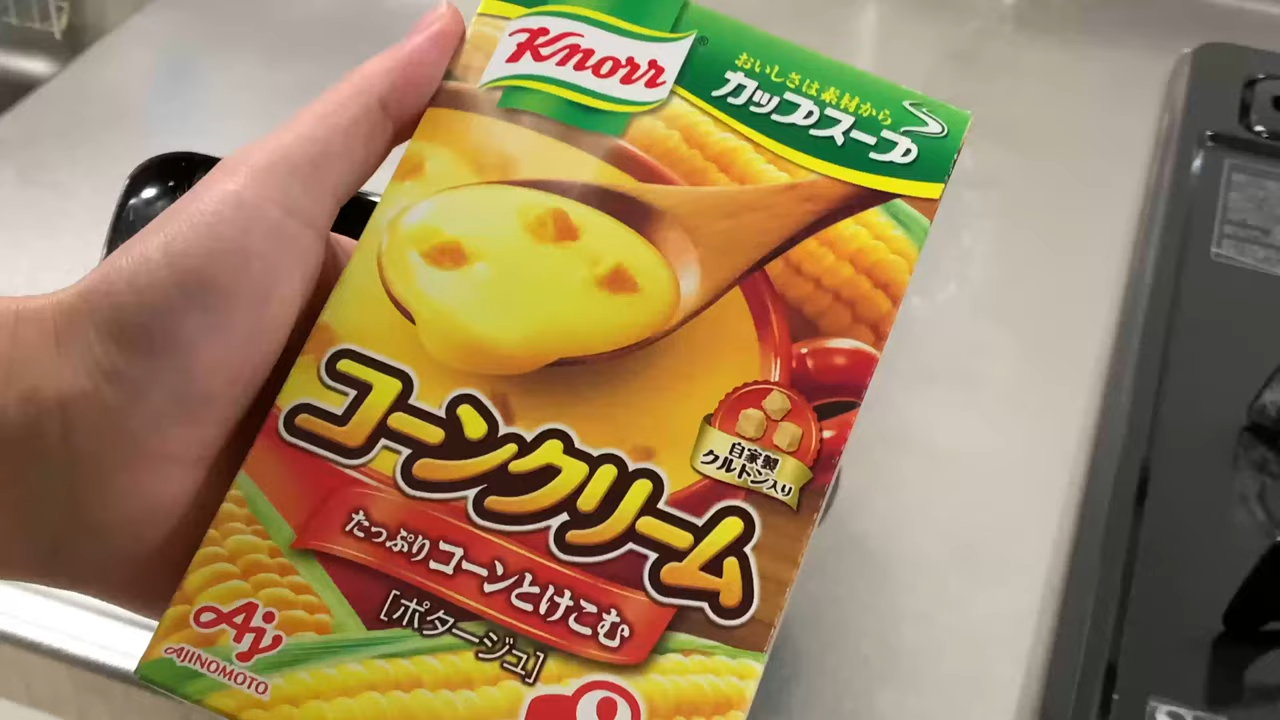 Knorr®
おいしさは素材から
カップスープ
自家製
クルトン入り
コーンクリーム
たっぷりコーンとけこむ
[ポタージュ]
AJINOMOTO